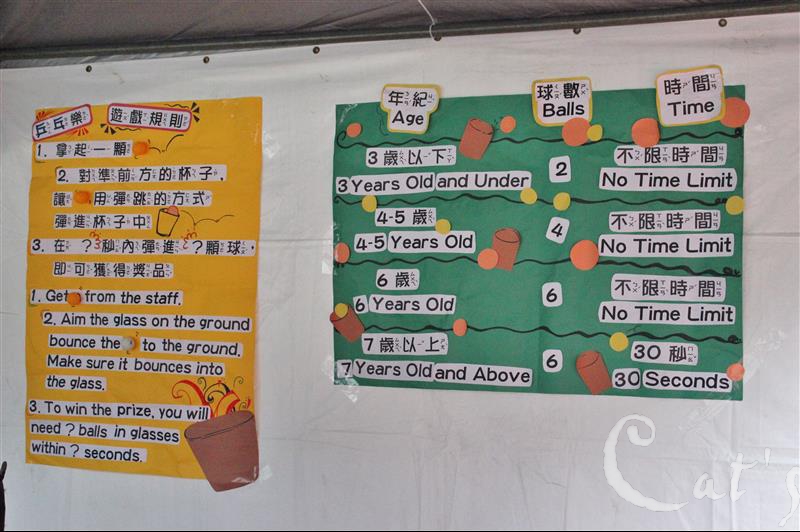 乓乓樂 遊戲規則
1. 拿起一顆
2. 對準前方的杯子,
讓 用彈跳的方式
彈進杯子中
3. 在?秒內彈進?顆球,
即可獲得獎品
1. Get from the staff.
2. Aim the glass on the ground
bounce the to the ground.
Make sure it bounces into
the glass.
3. To win the prize, you will
need ? balls in glasses
within ? seconds.
年紀 球數 時間
Age Balls Time
3歲以下 2 不限時間
3 Years Old and Under No Time Limit
4-5歲 4 不限時間
4-5 Years Old No Time Limit
6歲 6 不限時間
6 Years Old No Time Limit
7歲以上 6 30秒
7 Years Old and Above 30 Seconds
Cat's